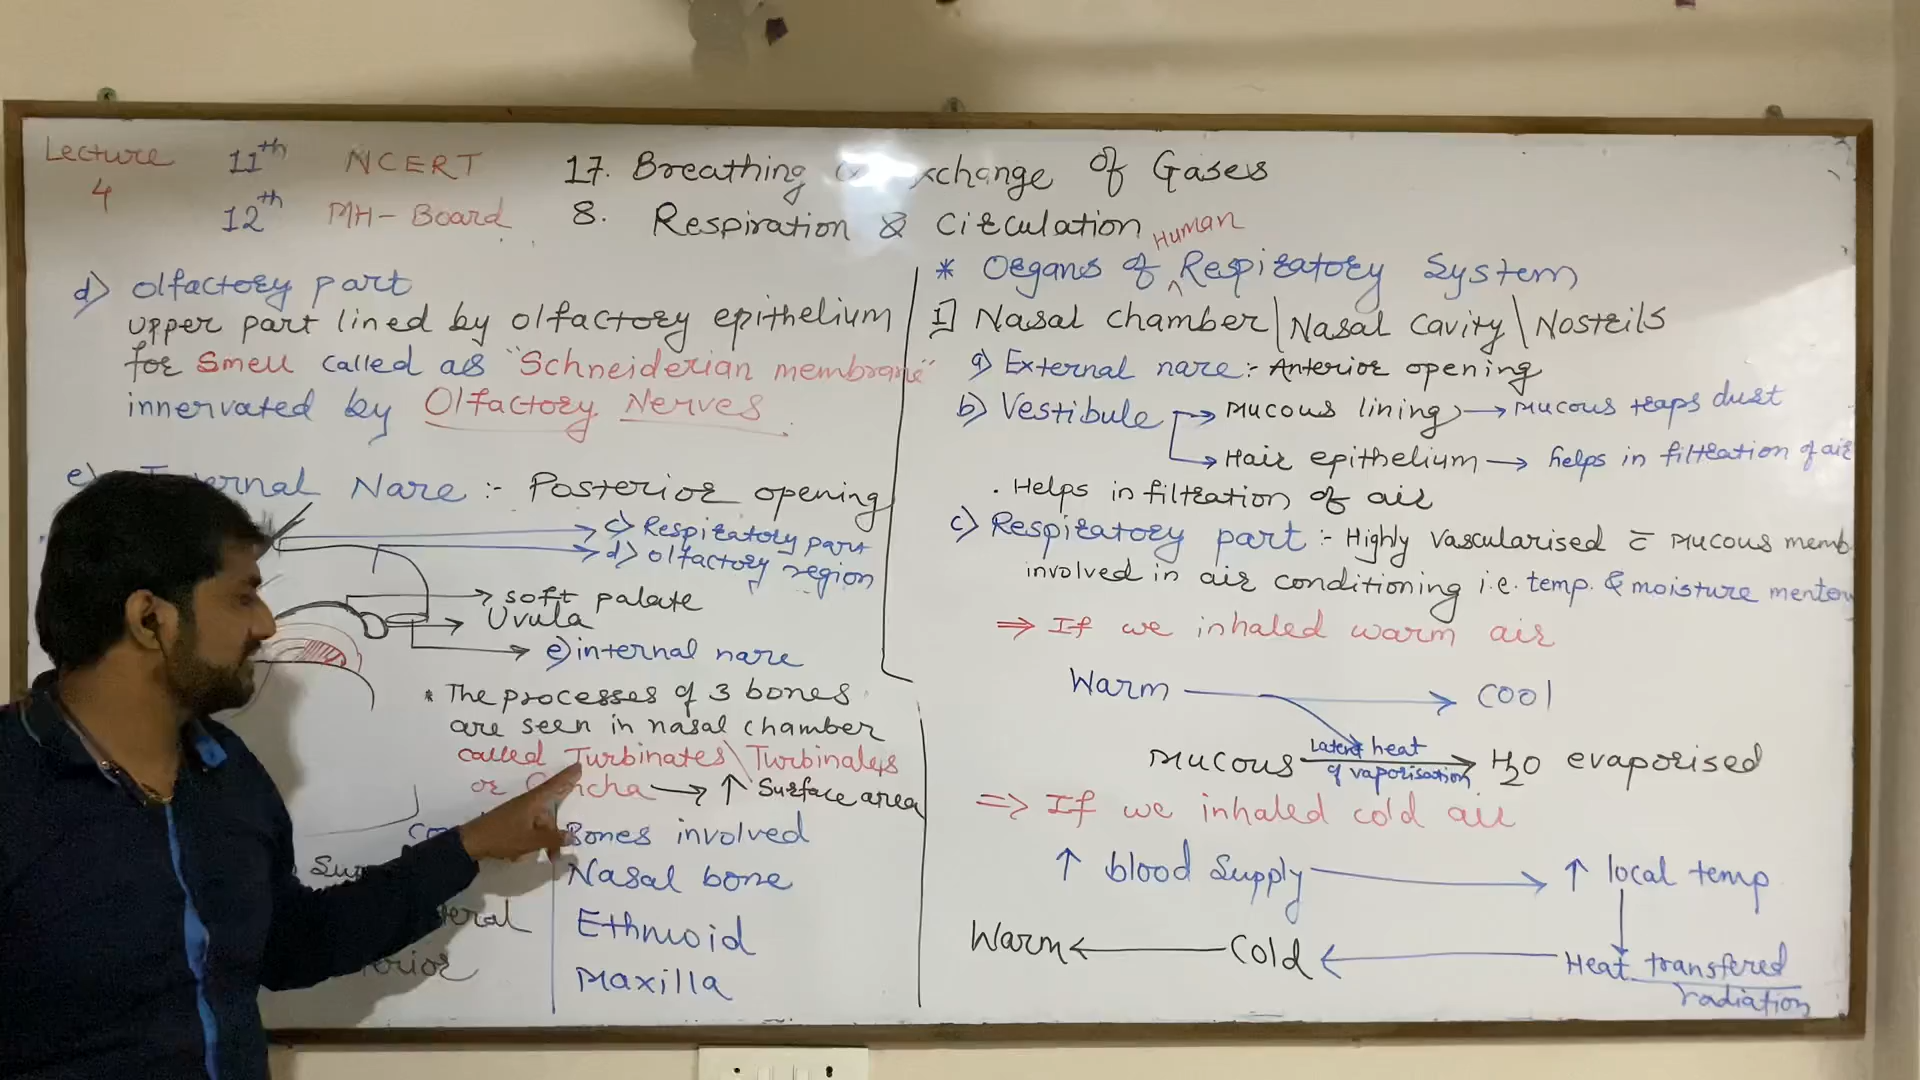 Lecture 4
11th NCERT 17. Breathing Exchange of Gases
12th MH-Board 8. Respiration & Circulation
d) Olfactory part
upper part lined by olfactory epithelium
for Smell called as "Schneiderian membrane"
innervated by Olfactory Nerves
e) Internal Nare :- Posterior opening
c) Respiratory part
d) olfactory region
soft palate
Uvula
e) internal nare
* The processes of 3 bones
are seen in nasal chamber
called Turbinates \ Turbinals
or Concha → ↑ Surface area
Bones involved
Nasal bone
Ethmoid
Maxilla
* Organs of Human Respiratory System
I] Nasal chamber | Nasal Cavity \ Nostrils
a) External nare :- Anterior opening
b) Vestibule → Mucous lining → Mucous traps dust
→ Hair epithelium → helps in filtration of air
. Helps in filtration of air
c) Respiratory part :- Highly vascularised c̄ Mucous memb
involved in air conditioning i.e. temp. & moisture
⇒ If we inhaled warm air
Warm → Cool
Mucous Latent heat of vaporisation → H2O evaporised
⇒ If we inhaled cold air
↑ blood Supply → ↑ local temp
Warm ← Cold ← Heat transfered
radiation